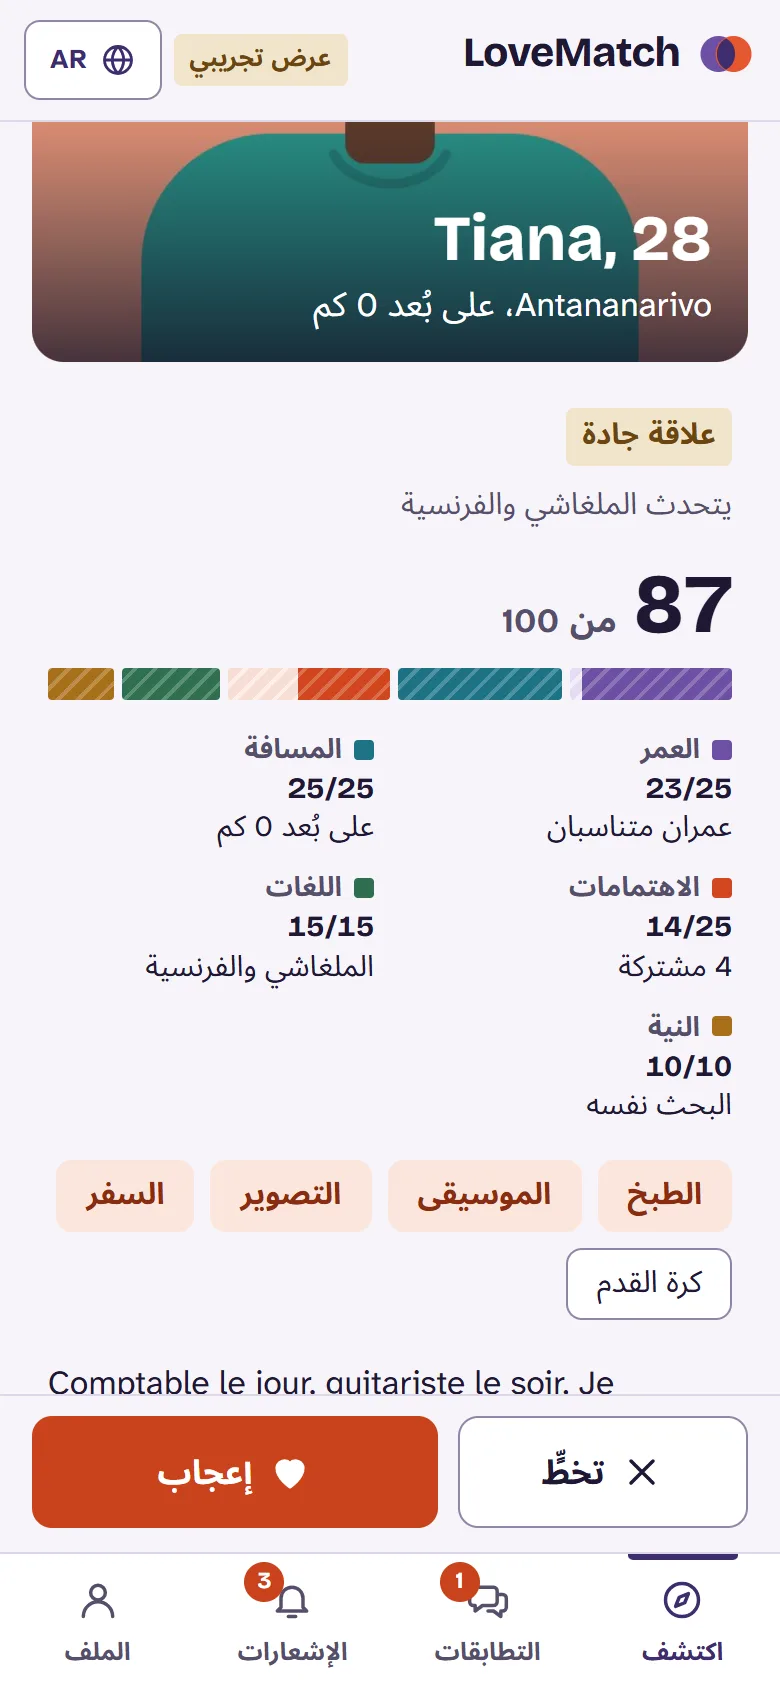 LoveMatch
عرض تجريبي
AR
Tiana, 28
Antananarivo، على بُعد 0 كم
علاقة جادة
يتحدث الملغاشي والفرنسية
87 من 100
العمر
23/25
عمران متناسبان
المسافة
25/25
على بُعد 0 كم
الاهتمامات
14/25
4 مشتركة
اللغات
15/15
الملغاشي والفرنسية
النية
10/10
البحث نفسه
الطبخ
الموسيقى
التصوير
السفر
كرة القدم
Comptable le jour, guitariste le soir. Je
تخطٍّ
إعجاب
اكتشف
1
التطابقات
3
الإشعارات
الملف